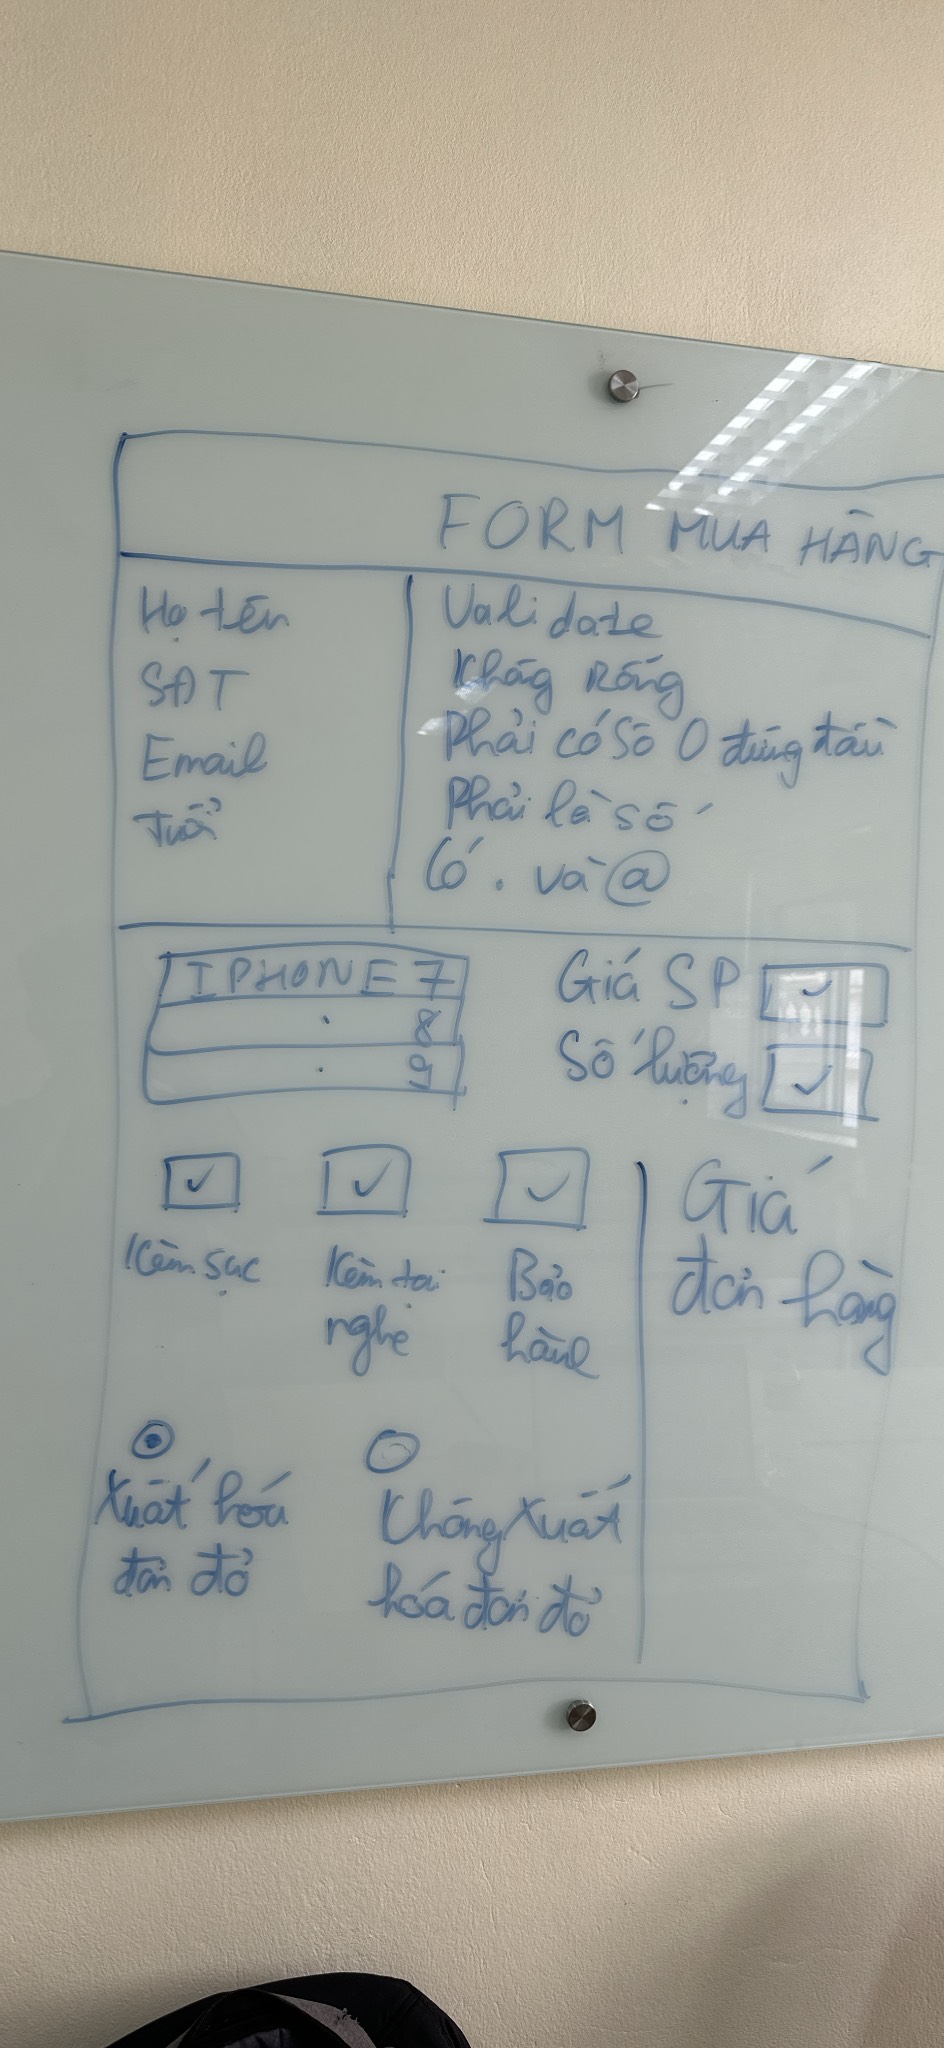 FORM MUA HÀNG
Họ tên
SĐT
Email
Tuổi
Validate
Không Rỗng
Phải có Số 0 đứng đầu
Phải là số
Có . và @
IPHONE 7
8
9
Giá SP
Số lượng
Kèm sạc
Kèm tai
nghe
Bảo
hành
Giá
đơn hàng
Xuất hóa
đơn đỏ
Không Xuất
hóa đơn đỏ